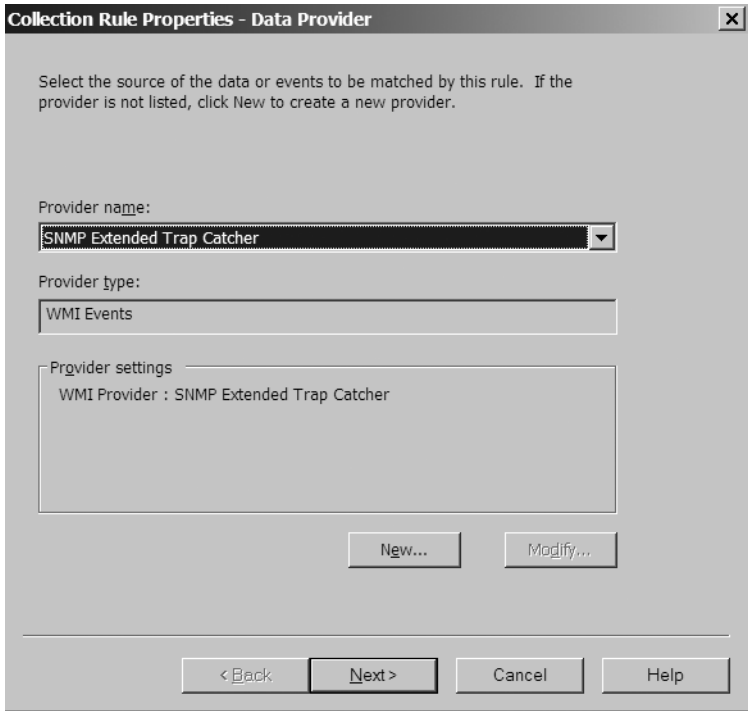 Collection Rule Properties - Data Provider
Select the source of the data or events to be matched by this rule.  If the
provider is not listed, click New to create a new provider.
Provider name:
SNMP Extended Trap Catcher
Provider type:
WMI Events
Provider settings
WMI Provider : SNMP Extended Trap Catcher
New...
Modify...
< Back
Next >
Cancel
Help